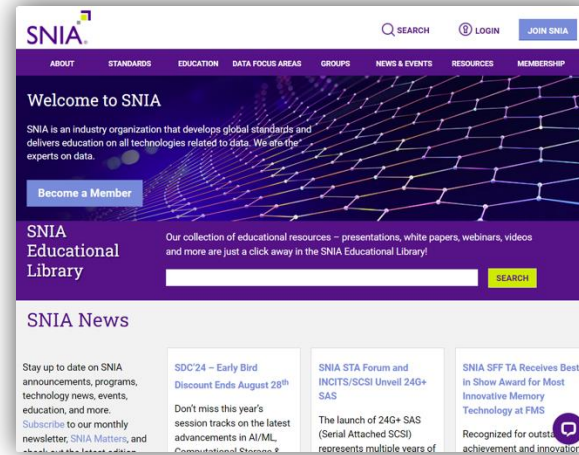 SNIA
SEARCH
LOGIN
JOIN SNIA
ABOUT
STANDARDS
EDUCATION
DATA FOCUS AREAS
GROUPS
NEWS & EVENTS
RESOURCES
MEMBERSHIP
Welcome to SNIA
SNIA is an industry organization that develops global standards and
delivers education on all technologies related to data. We are the
experts on data.
Become a Member
SNIA
Educational
Library
Our collection of educational resources – presentations, white papers, webinars, videos
and more are just a click away in the SNIA Educational Library!
SEARCH
SNIA News
Stay up to date on SNIA
announcements, programs,
technology news, events,
education, and more.
Subscribe to our monthly
newsletter, SNIA Matters, and
check out the latest edition
SDC'24 – Early Bird
Discount Ends August 28th
Don't miss this year's
session tracks on the latest
advancements in AI/ML,
Computational Storage &
SNIA STA Forum and
INCITS/SCSI Unveil 24G+
SAS
The launch of 24G+ SAS
(Serial Attached SCSI)
represents multiple years of
SNIA SFF TA Receives Best
in Show Award for Most
Innovative Memory
Technology at FMS
Recognized for
achievement and innovation